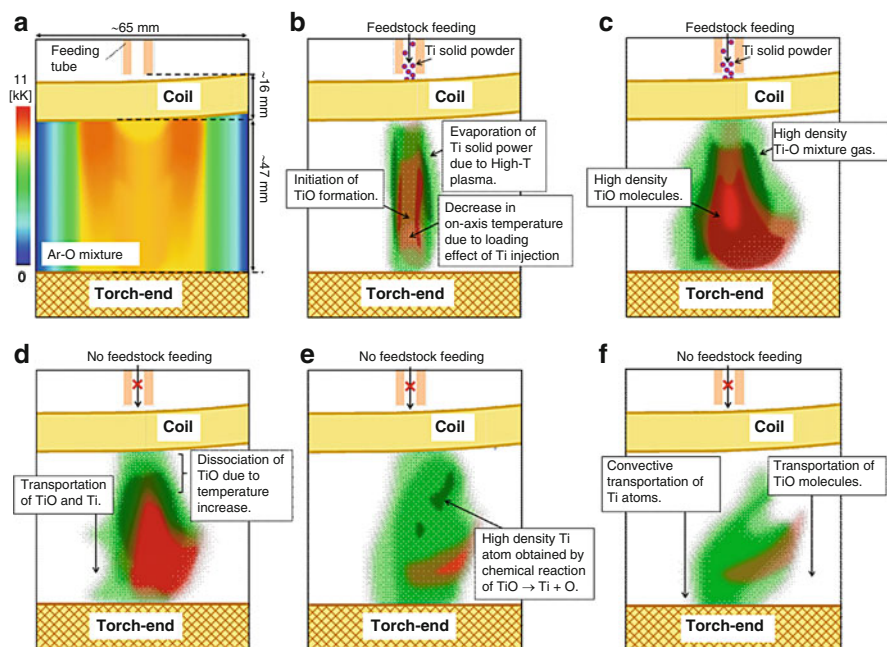 a
~65 mm
Feeding
tube
11
[kK]
Coil
~16 mm
~47 mm
Ar-O mixture
0
Torch-end
b
Feedstock feeding
Ti solid powder
Coil
Evaporation of
Ti solid power
due to High-T
plasma.
Initiation of
TiO formation.
Decrease in
on-axis temperature
due to loading
effect of Ti injection
Torch-end
c
Feedstock feeding
Ti solid powder
Coil
High density
Ti-O mixture gas.
High density
TiO molecules.
Torch-end
d
No feedstock feeding
Coil
Dissociation of
TiO due to
temperature
increase.
Transportation
of TiO and Ti.
Torch-end
e
No feedstock feeding
Coil
High density Ti
atom obtained by
chemical reaction
of TiO → Ti + O.
Torch-end
f
No feedstock feeding
Coil
Convective
transportation of
Ti atoms.
Transportation of
TiO molecules.
Torch-end